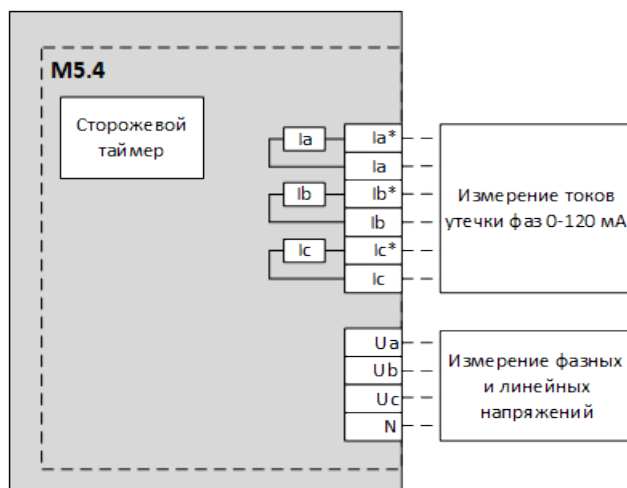 M5.4
Сторожевой
таймер
Ia
Ia*
Ia
Ib
Ib*
Ib
Ic
Ic*
Ic
Измерение токов
утечки фаз 0-120 мА
Ua
Ub
Uc
N
Измерение фазных
и линейных
напряжений